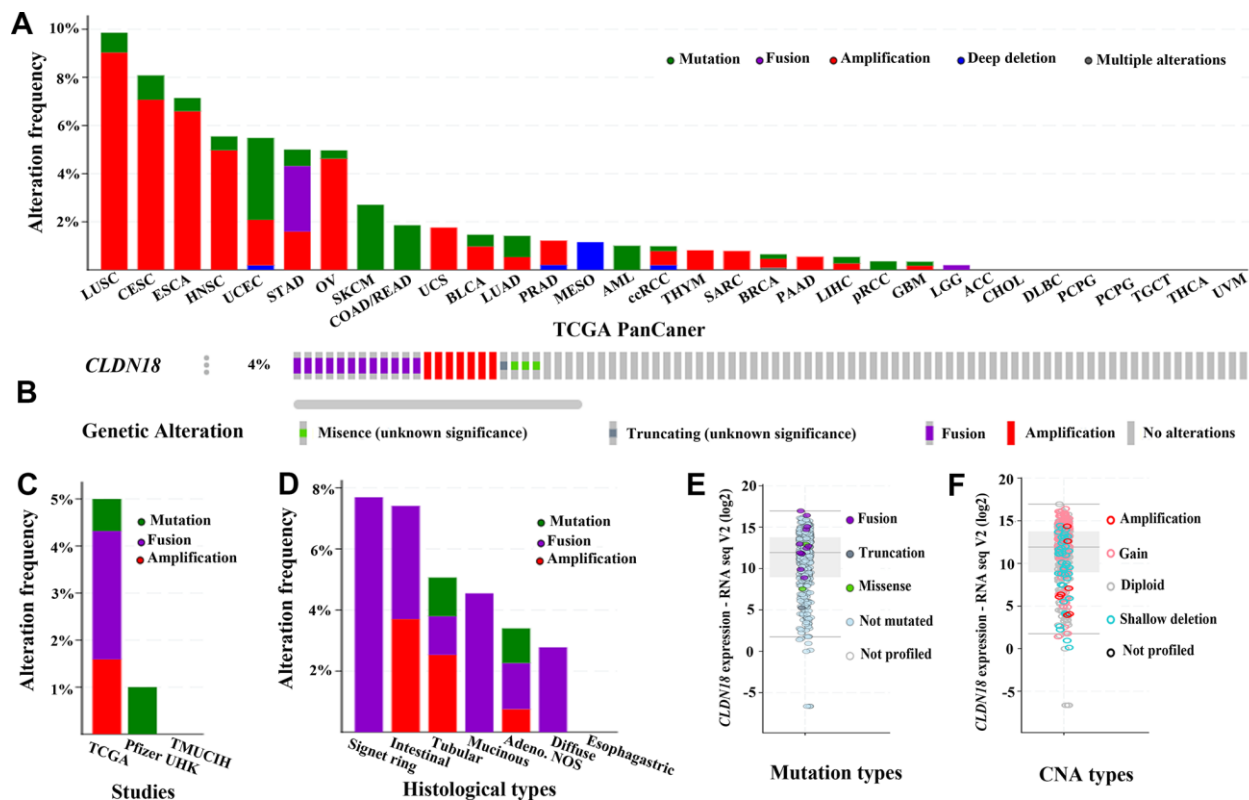 A
10%
8%
6%
4%
2%
Alteration frequency
Mutation
Fusion
Amplification
Deep deletion
Multiple alterations
LUSC
CESC
ESCA
HNSC
UCEC
STAD
OV
SKCM
COAD/READ
UCS
BLCA
LUAD
PRAD
MESO
AML
ccRCC
THYM
SARC
BRCA
PAAD
LIHC
pRCC
GBM
LGG
ACC
CHOL
DLBC
PCPG
PCPG
TGCT
THCA
UVM
TCGA PanCaner
CLDN18
4%
B
Genetic Alteration
Misence (unknown significance)
Truncating (unknown significance)
Fusion
Amplification
No alterations
C
5%
4%
3%
2%
1%
Alteration frequency
Mutation
Fusion
Amplification
TCGA
Pfizer UHK
TMUCIH
Studies
D
8%
6%
4%
2%
Alteration frequency
Mutation
Fusion
Amplification
Signet ring
Intestinal
Tubular
Mucinous
Adeno. NOS
Diffuse
Esophagastric
Histological types
E
20
15
10
5
0
-5
CLDN18 expression - RNA seq V2 (log2)
Fusion
Truncation
Missense
Not mutated
Not profiled
Mutation types
F
20
15
10
5
0
-5
CLDN18 expression - RNA seq V2 (log2)
Amplification
Gain
Diploid
Shallow deletion
Not profiled
CNA types